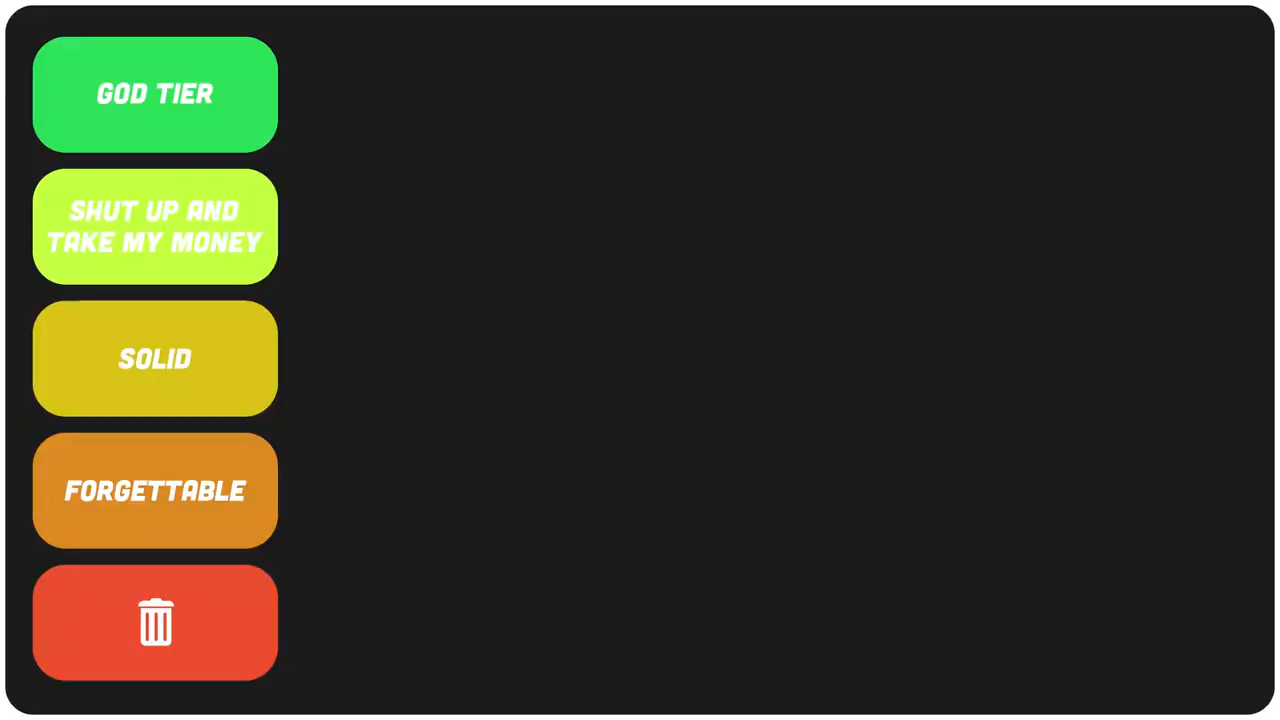 GOD TIER
SHUT UP AND
TAKE MY MONEY
SOLID
FORGETTABLE